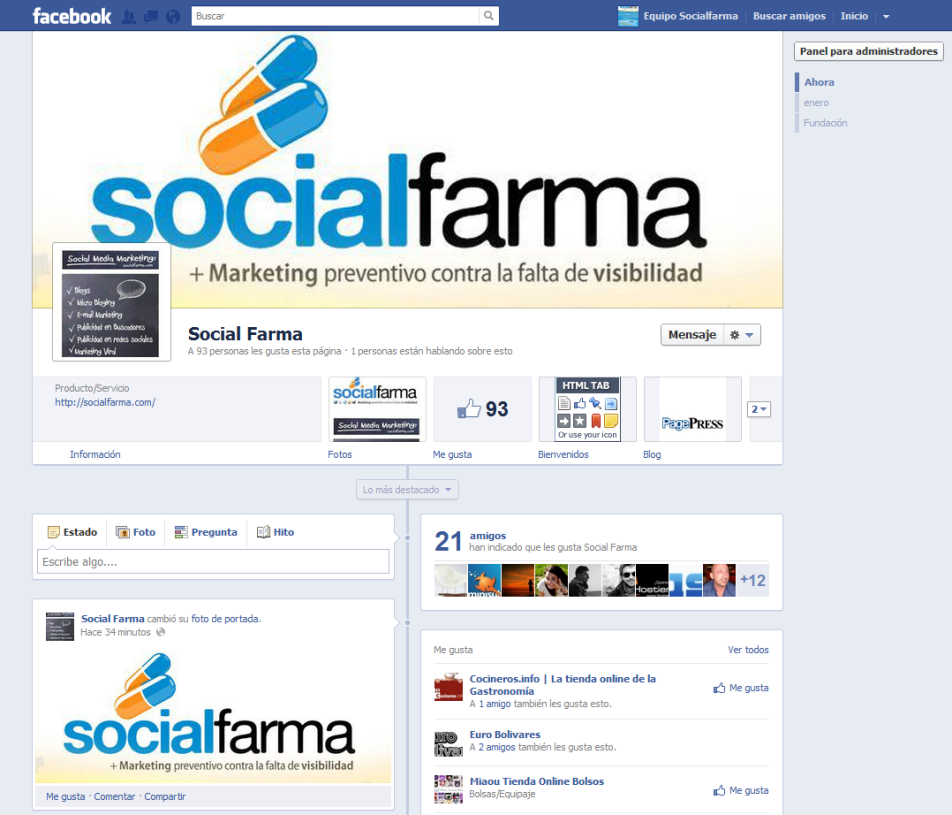 facebook
Buscar
Equipo Socialfarma
Buscar amigos
Inicio
Panel para administradores
Ahora
enero
Fundación
socialfarma
+ Marketing preventivo contra la falta de visibilidad
Social Media Marketing:
socialfarma.com
✓ Blogs
✓ Micro Bloging
✓ E-mail Marketing
✓ Publicidad en Buscadores
✓ Publicidad en redes sociales
✓ Marketing Viral
Social Farma
A 93 personas les gusta esta página · 1 personas están hablando sobre esto
Mensaje
Producto/Servicio
http://socialfarma.com/
socialfarma
Social Media Marketing:
93
HTML TAB
Or use your icon
PagePRESS
2
Información
Fotos
Me gusta
Bienvenidos
Blog
Lo más destacado
Estado
Foto
Pregunta
Hito
Escribe algo....
21 amigos
han indicado que les gusta Social Farma
+12
Social Farma cambió su foto de portada.
Hace 34 minutos
socialfarma
+ Marketing preventivo contra la falta de visibilidad
Me gusta · Comentar · Compartir
Me gusta
Ver todos
Cocineros.info | La tienda online de la
Gastronomía
A 1 amigo también les gusta esto.
Me gusta
Euro Bolivares
A 2 amigos también les gusta esto.
Miaou Tienda Online Bolsos
Bolsas/Equipaje
Me gusta